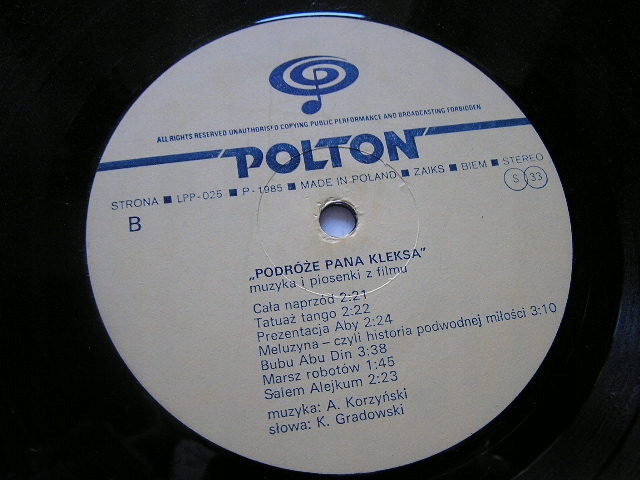 ALL RIGHTS RESERVED UNAUTHORISED COPYING PUBLIC PERFORMANCE AND BROADCASTING FORBIDDEN
POLTON
STRONA ■ LPP-025 ■ P-1985 ■ MADE IN POLAND ■ ZAIKS ■ BIEM ■ STEREO
B
S 33
„PODRÓŻE PANA KLEKSA”
muzyka i piosenki z filmu
Cała naprzód 2:21
Tatuaż tango 2:22
Prezentacja Aby 2:24
Meluzyna – czyli historia podwodnej miłości 3:10
Bubu Abu Din 3:38
Marsz robotów 1:45
Salem Alejkum 2:23
muzyka: A. Korzyński
słowa: K. Gradowski